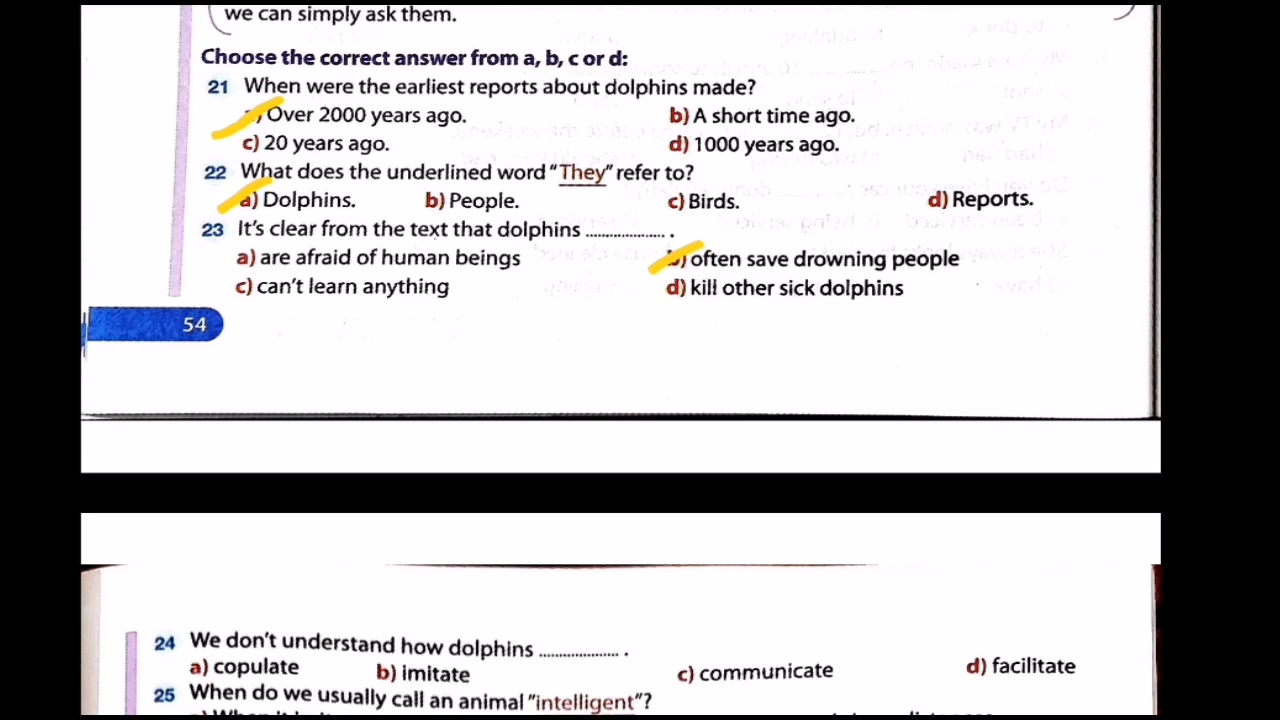 we can simply ask them.
Choose the correct answer from a, b, c or d:
21 When were the earliest reports about dolphins made?
Over 2000 years ago. b) A short time ago.
c) 20 years ago. d) 1000 years ago.
22 What does the underlined word "They" refer to?
a) Dolphins. b) People. c) Birds. d) Reports.
23 It's clear from the text that dolphins .................... .
a) are afraid of human beings b) often save drowning people
c) can't learn anything d) kill other sick dolphins
54
24 We don't understand how dolphins .................... .
a) copulate b) imitate c) communicate d) facilitate
25 When do we usually call an animal "intelligent"?